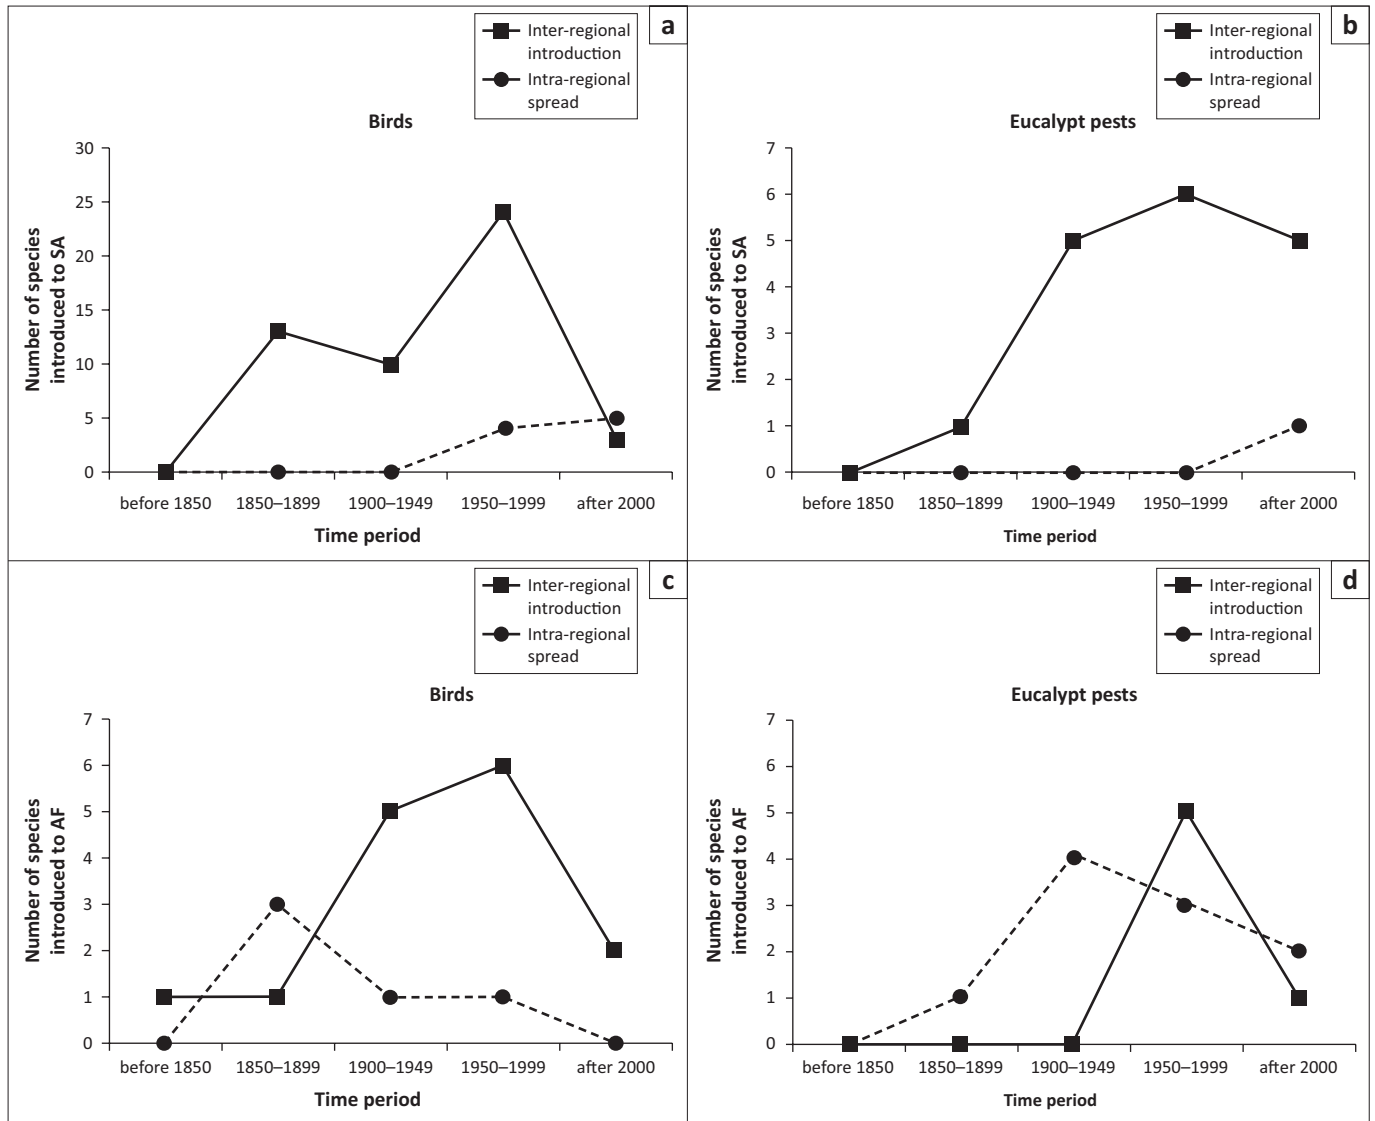 a
Inter-regional
introduction
Intra-regional
spread
Birds
Number of species
introduced to SA
30
25
20
15
10
5
0
before 1850 1850–1899 1900–1949 1950–1999 after 2000
Time period
b
Inter-regional
introduction
Intra-regional
spread
Eucalypt pests
Number of species
introduced to SA
7
6
5
4
3
2
1
0
before 1850 1850–1899 1900–1949 1950–1999 after 2000
Time period
c
Inter-regional
introduction
Intra-regional
spread
Birds
Number of species
introduced to AF
7
6
5
4
3
2
1
0
before 1850 1850–1899 1900–1949 1950–1999 after 2000
Time period
d
Inter-regional
introduction
Intra-regional
spread
Eucalypt pests
Number of species
introduced to AF
7
6
5
4
3
2
1
0
before 1850 1850–1899 1900–1949 1950–1999 after 2000
Time period